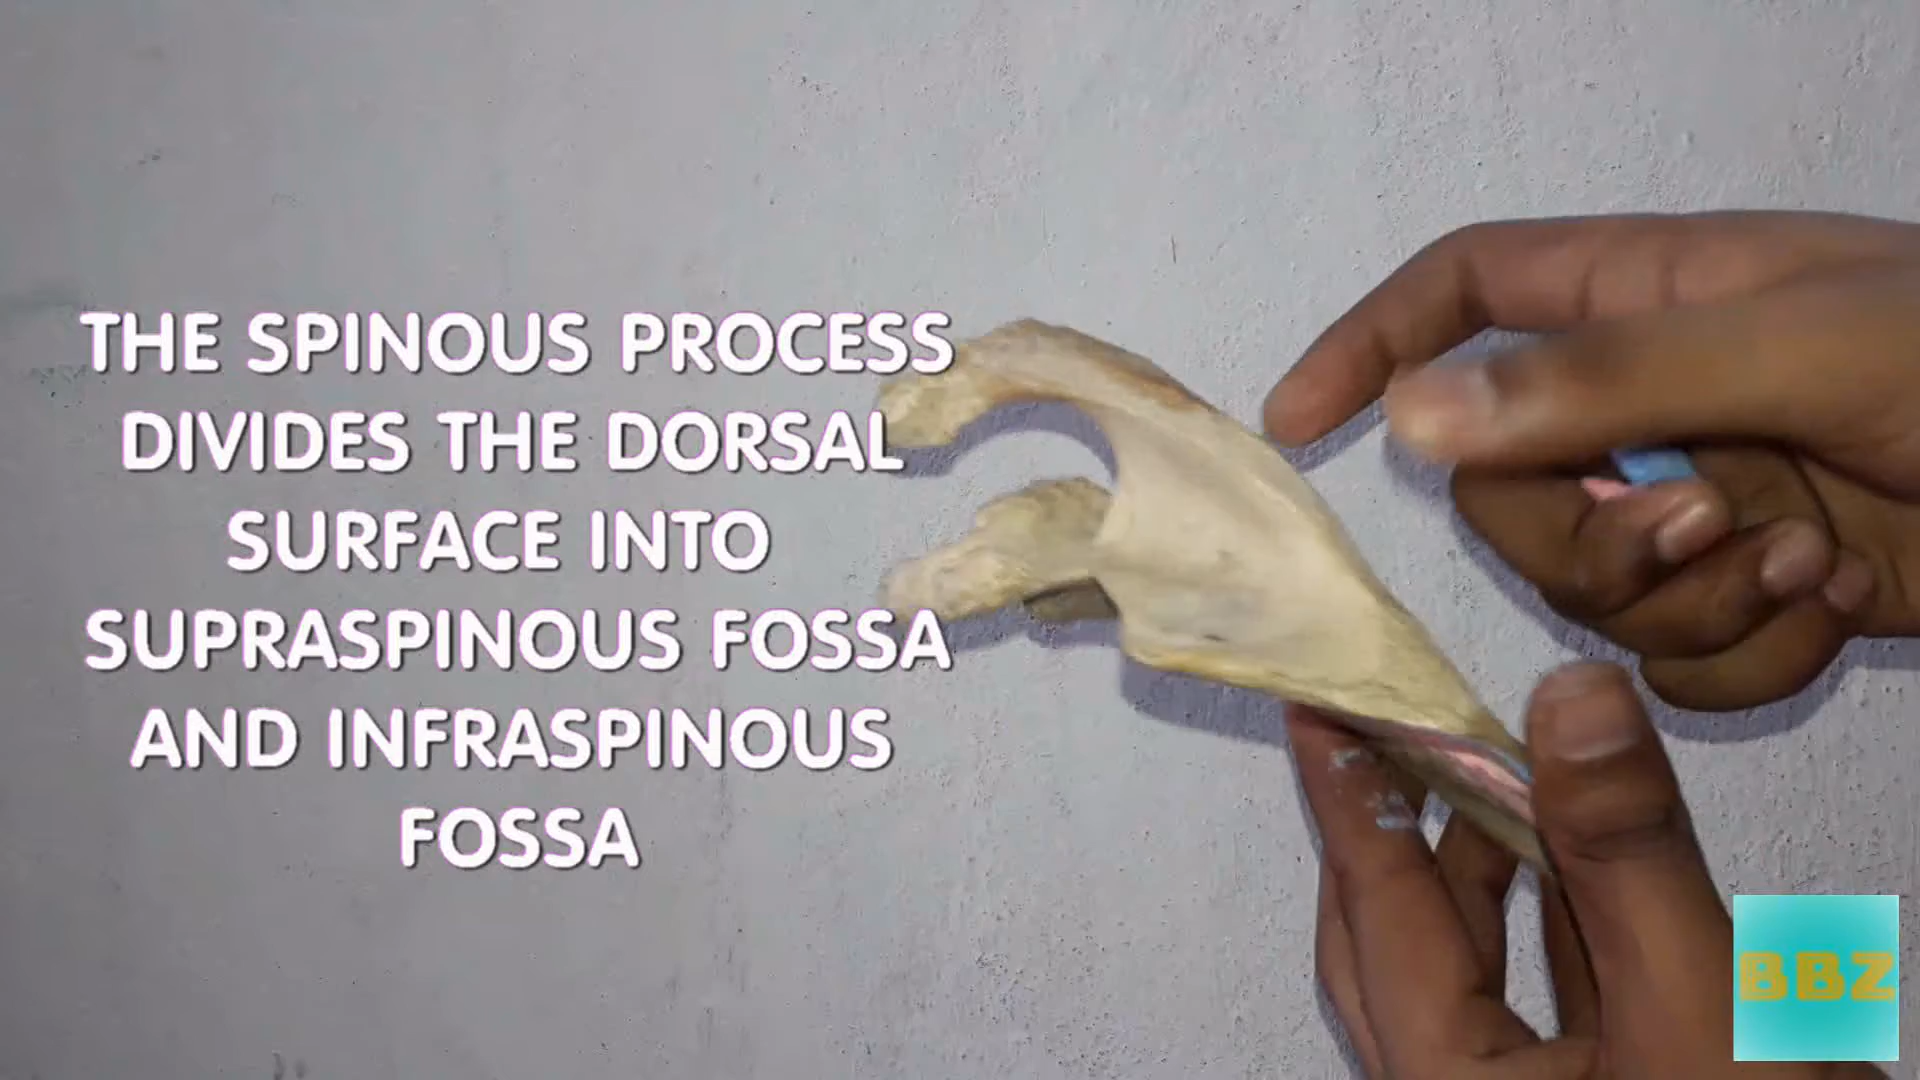 THE SPINOUS PROCESS
DIVIDES THE DORSAL
SURFACE INTO
SUPRASPINOUS FOSSA
AND INFRASPINOUS
FOSSA
BBZ